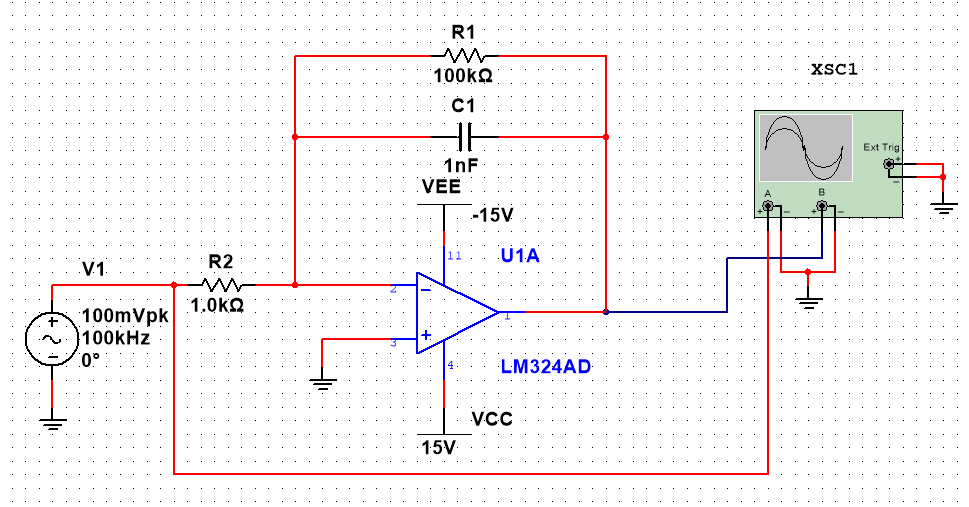 R1
100kΩ
C1
1nF
VEE
-15V
11
U1A
XSC1
Ext Trig
+
−
A
B
+
−
+
−
V1
R2
1.0kΩ
+
−
100mVpk
100kHz
0°
2
−
+
3
1
4
LM324AD
VCC
15V